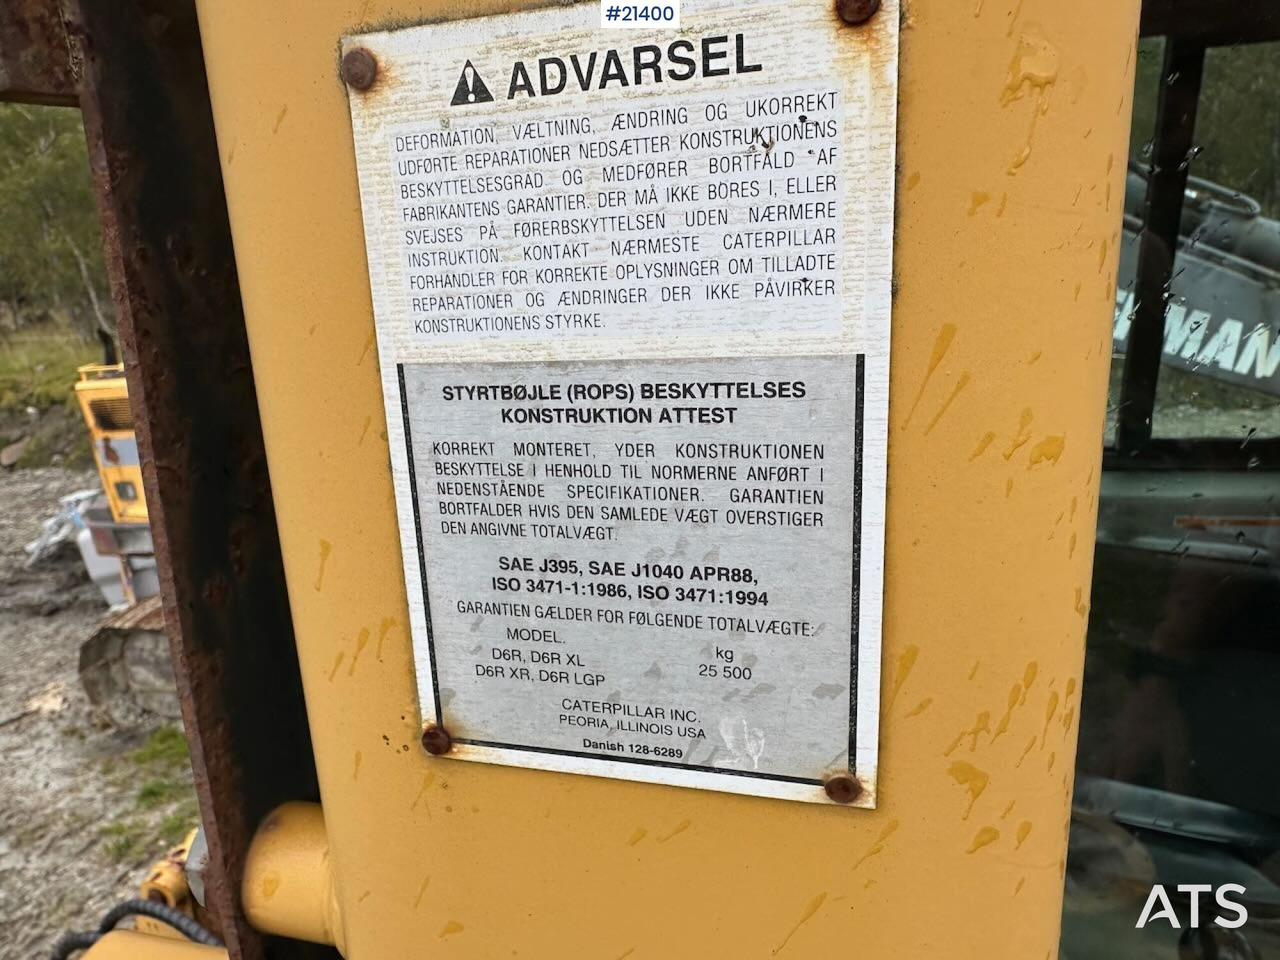 #21400
ADVARSEL
DEFORMATION, VÆLTNING, ÆNDRING OG UKORREKT
UDFØRTE REPARATIONER NEDSÆTTER KONSTRUKTIONENS
BESKYTTELSESGRAD OG MEDFØRER BORTFALD AF
FABRIKANTENS GARANTIER. DER MÅ IKKE BORES I, ELLER
SVEJSES PÅ FØRERBSKYTTELSEN UDEN NÆRMERE
INSTRUKTION. KONTAKT NÆRMESTE CATERPILLAR
FORHANDLER FOR KORREKTE OPLYSNINGER OM TILLADTE
REPARATIONER OG ÆNDRINGER DER IKKE PÅVIRKER
KONSTRUKTIONENS STYRKE.
STYRTBØJLE (ROPS) BESKYTTELSES
KONSTRUKTION ATTEST
KORREKT MONTERET, YDER KONSTRUKTIONEN
BESKYTTELSE I HENHOLD TIL NORMERNE ANFØRT I
NEDENSTÅENDE SPECIFIKATIONER. GARANTIEN
BORTFALDER HVIS DEN SAMLEDE VÆGT OVERSTIGER
DEN ANGIVNE TOTALVÆGT.
SAE J395, SAE J1040 APR88,
ISO 3471-1:1986, ISO 3471:1994
GARANTIEN GÆLDER FOR FØLGENDE TOTALVÆGTE:
MODEL. kg
D6R, D6R XL 25 500
D6R XR, D6R LGP
CATERPILLAR INC.
PEORIA, ILLINOIS USA
Danish 128-6289
MAN
ATS